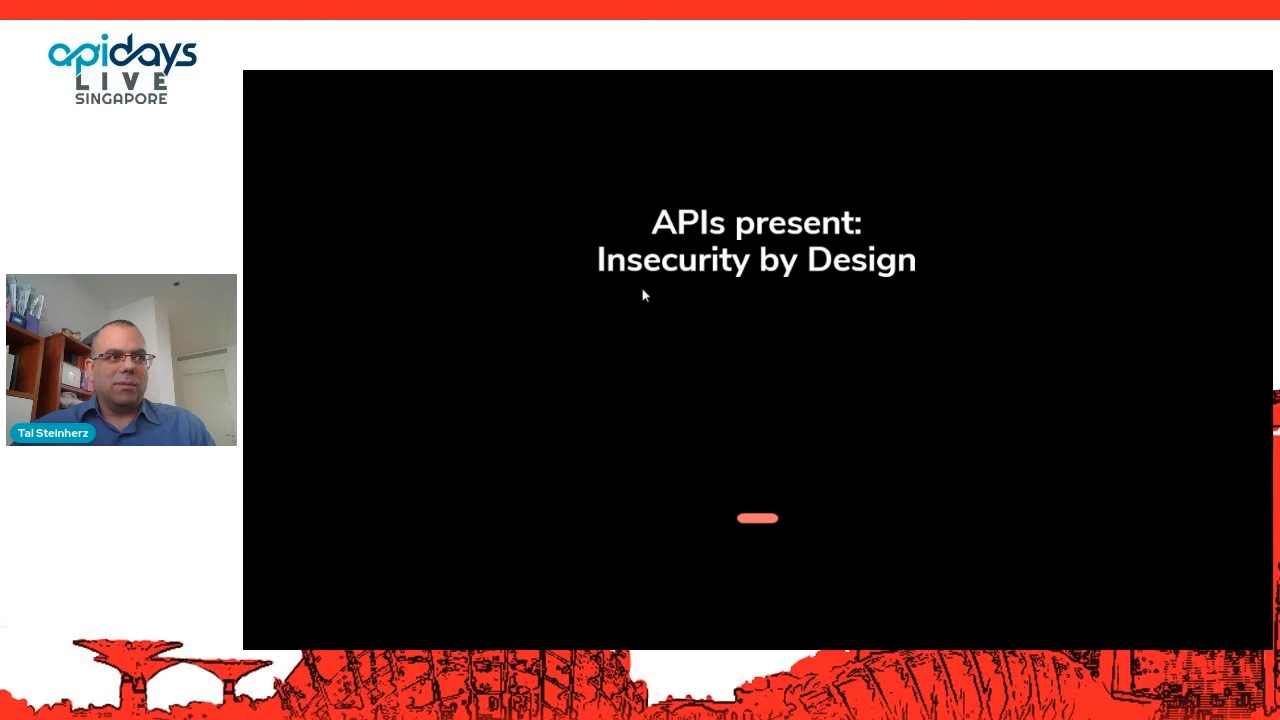 apidays
LIVE
SINGAPORE
APIs present:
Insecurity by Design
Tal Steinherz